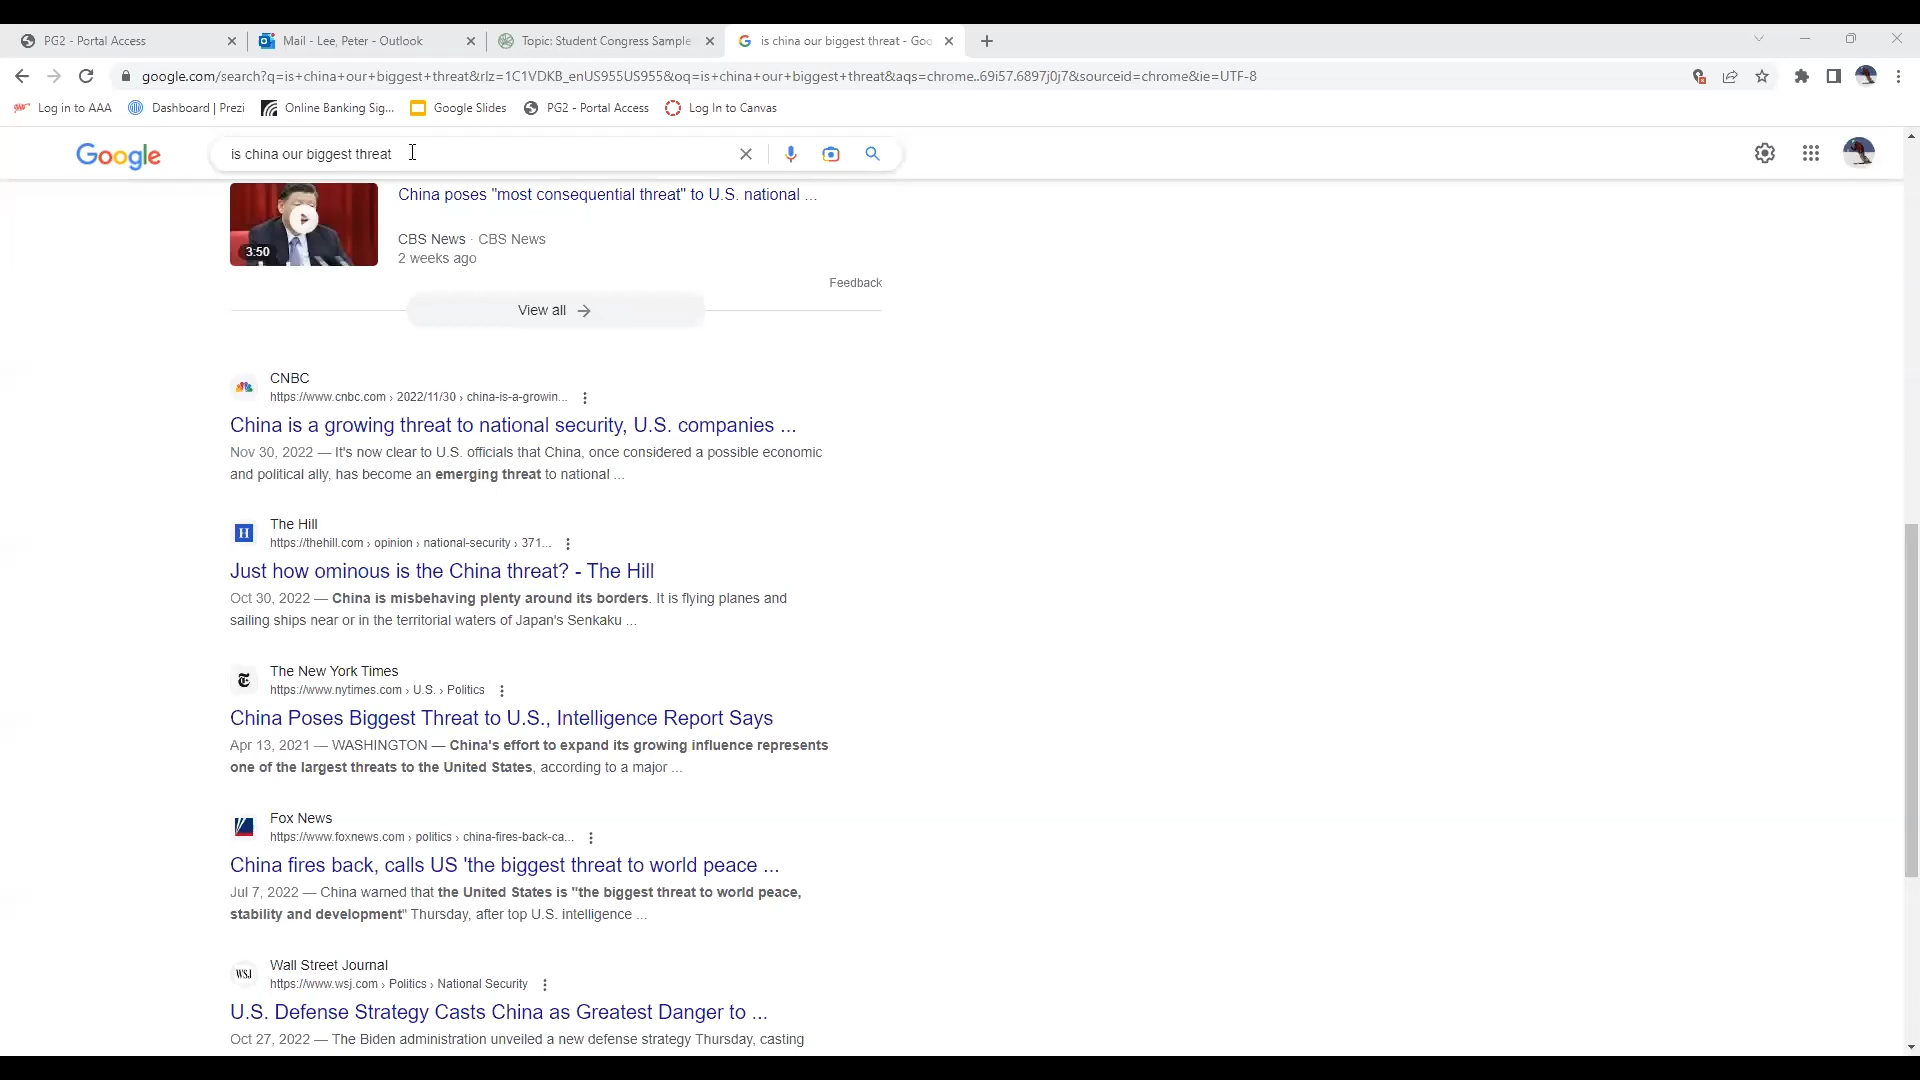 PG2 - Portal Access
Mail - Lee, Peter - Outlook
Topic: Student Congress Sample
is china our biggest threat - Goo
google.com/search?q=is+china+our+biggest+threat&rlz=1C1VDKB_enUS955US955&oq=is+china+our+biggest+threat&aqs=chrome..69i57.6897j0j7&sourceid=chrome&ie=UTF-8
Log in to AAA
Dashboard | Prezi
Online Banking Sig...
Google Slides
PG2 - Portal Access
Log In to Canvas
Google
is china our biggest threat
3:50
China poses "most consequential threat" to U.S. national ...
CBS News · CBS News
2 weeks ago
Feedback
View all
CNBC
https://www.cnbc.com › 2022/11/30 › china-is-a-growin...
China is a growing threat to national security, U.S. companies ...
Nov 30, 2022 — It's now clear to U.S. officials that China, once considered a possible economic
and political ally, has become an emerging threat to national ...
H
The Hill
https://thehill.com › opinion › national-security › 371...
Just how ominous is the China threat? - The Hill
Oct 30, 2022 — China is misbehaving plenty around its borders. It is flying planes and
sailing ships near or in the territorial waters of Japan's Senkaku ...
The New York Times
https://www.nytimes.com › U.S. › Politics
China Poses Biggest Threat to U.S., Intelligence Report Says
Apr 13, 2021 — WASHINGTON — China's effort to expand its growing influence represents
one of the largest threats to the United States, according to a major ...
Fox News
https://www.foxnews.com › politics › china-fires-back-ca...
China fires back, calls US 'the biggest threat to world peace ...
Jul 7, 2022 — China warned that the United States is "the biggest threat to world peace,
stability and development" Thursday, after top U.S. intelligence ...
WSJ
Wall Street Journal
https://www.wsj.com › Politics › National Security
U.S. Defense Strategy Casts China as Greatest Danger to ...
Oct 27, 2022 — The Biden administration unveiled a new defense strategy Thursday, casting